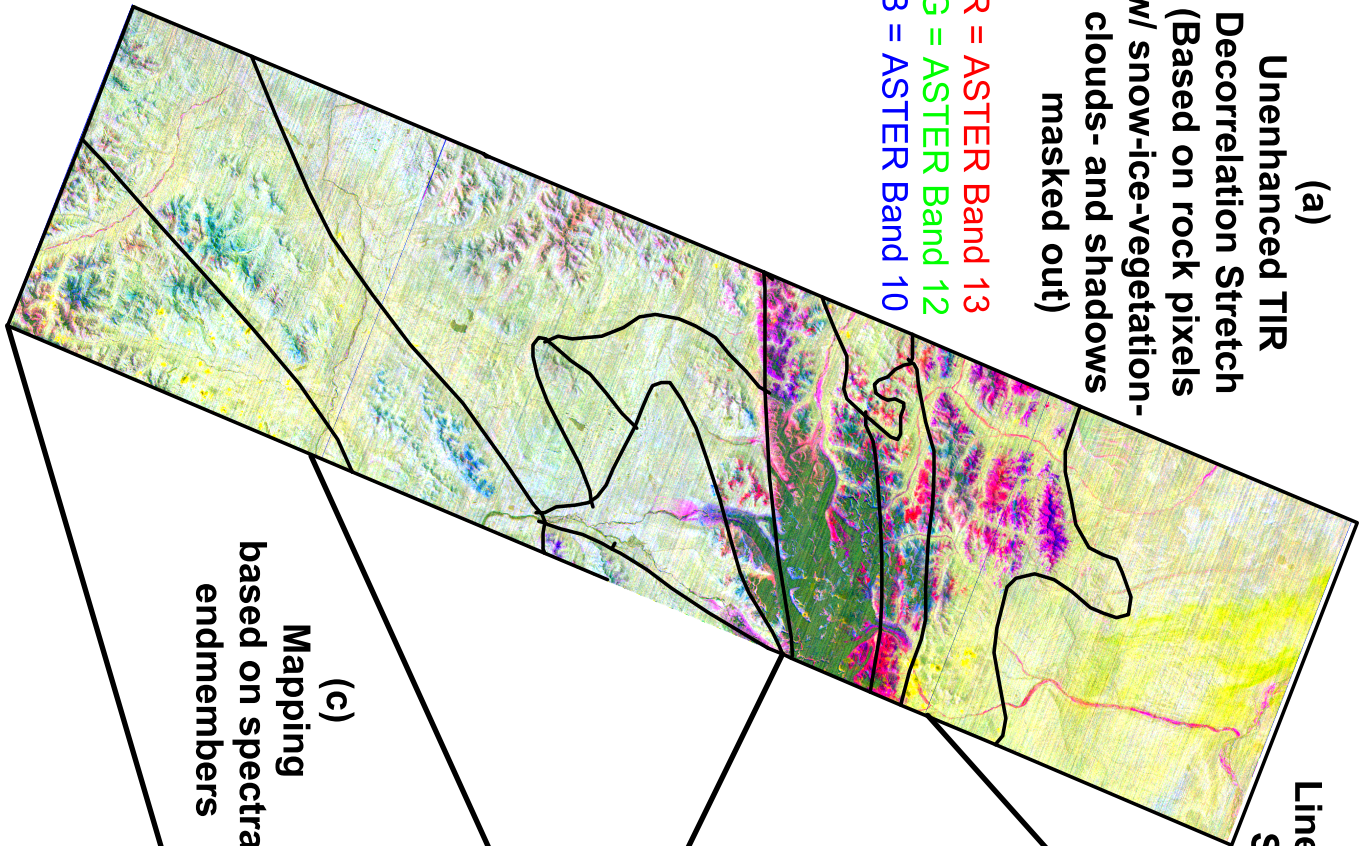 (a)
Unenhanced TIR
Decorrelation Stretch
(Based on rock pixels
w/ snow-ice-vegetation-
clouds- and shadows
masked out)
R = ASTER Band 13
G = ASTER Band 12
B = ASTER Band 10
(c)
Mapping
based on spectra
endmembers
Line